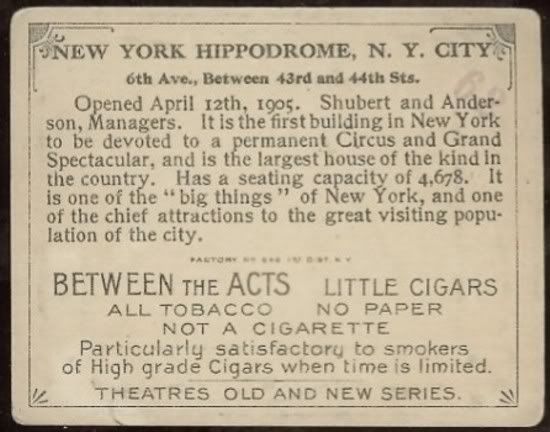 NEW YORK HIPPODROME, N. Y. CITY
6th Ave., Between 43rd and 44th Sts.
Opened April 12th, 1905. Shubert and Ander-
son, Managers. It is the first building in New York
to be devoted to a permanent Circus and Grand
Spectacular, and is the largest house of the kind in
the country. Has a seating capacity of 4,678. It
is one of the "big things" of New York, and one
of the chief attractions to the great visiting popu-
lation of the city.
FACTORY No DIST. N.Y.
BETWEEN THE ACTS LITTLE CIGARS
ALL TOBACCO NO PAPER
NOT A CIGARETTE
Particularly satisfactory to smokers
of High grade Cigars when time is limited.
THEATRES OLD AND NEW SERIES.